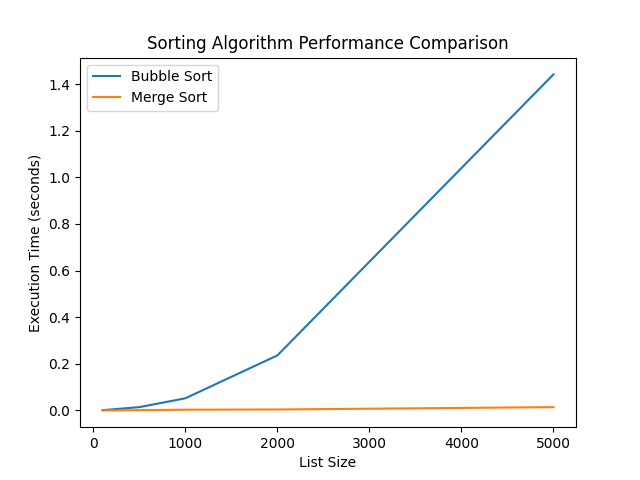 Sorting Algorithm Performance Comparison
Bubble Sort
Merge Sort
Execution Time (seconds)
1.4
1.2
1.0
0.8
0.6
0.4
0.2
0.0
0 1000 2000 3000 4000 5000
List Size